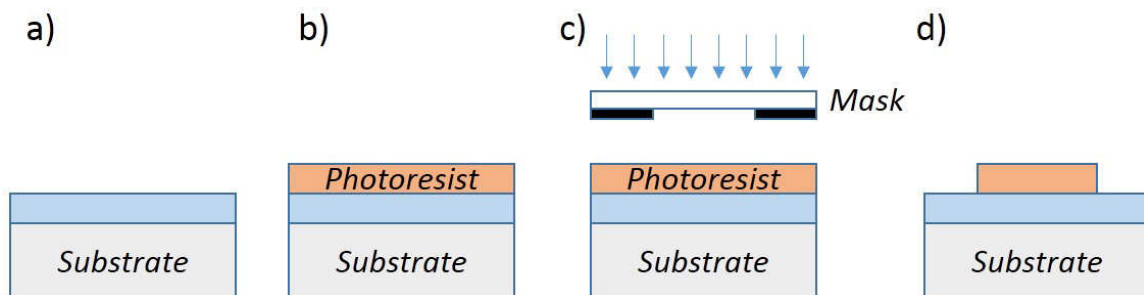 a)
b)
c)
d)
Mask
Photoresist
Photoresist
Substrate
Substrate
Substrate
Substrate